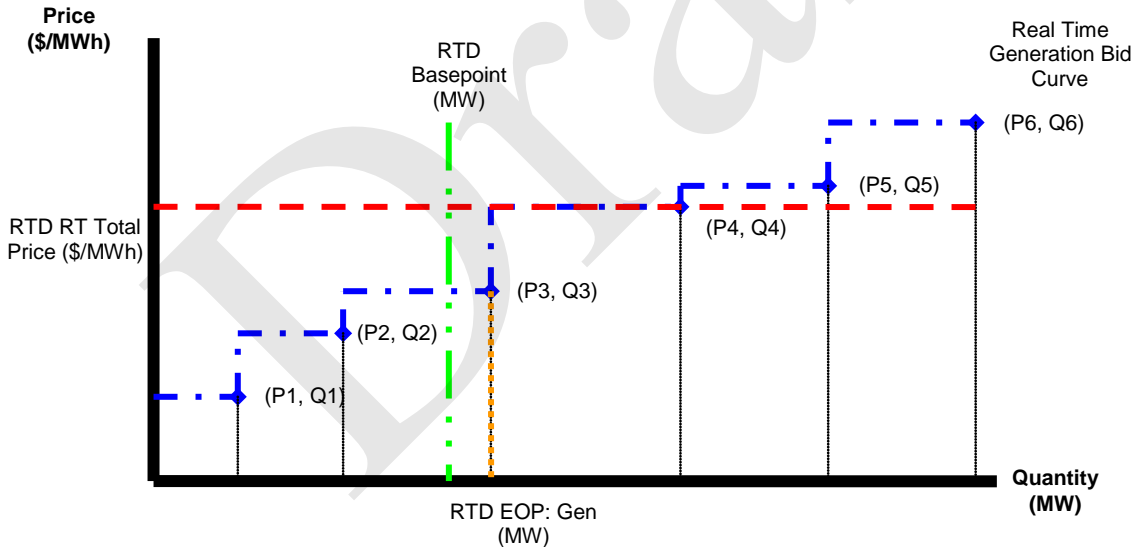 Price
($/MWh)
RTD
Basepoint
(MW)
Real Time
Generation Bid
Curve
(P6, Q6)
(P5, Q5)
(P4, Q4)
RTD RT Total
Price ($/MWh)
(P3, Q3)
(P2, Q2)
(P1, Q1)
Quantity
(MW)
RTD EOP: Gen
(MW)
Dra